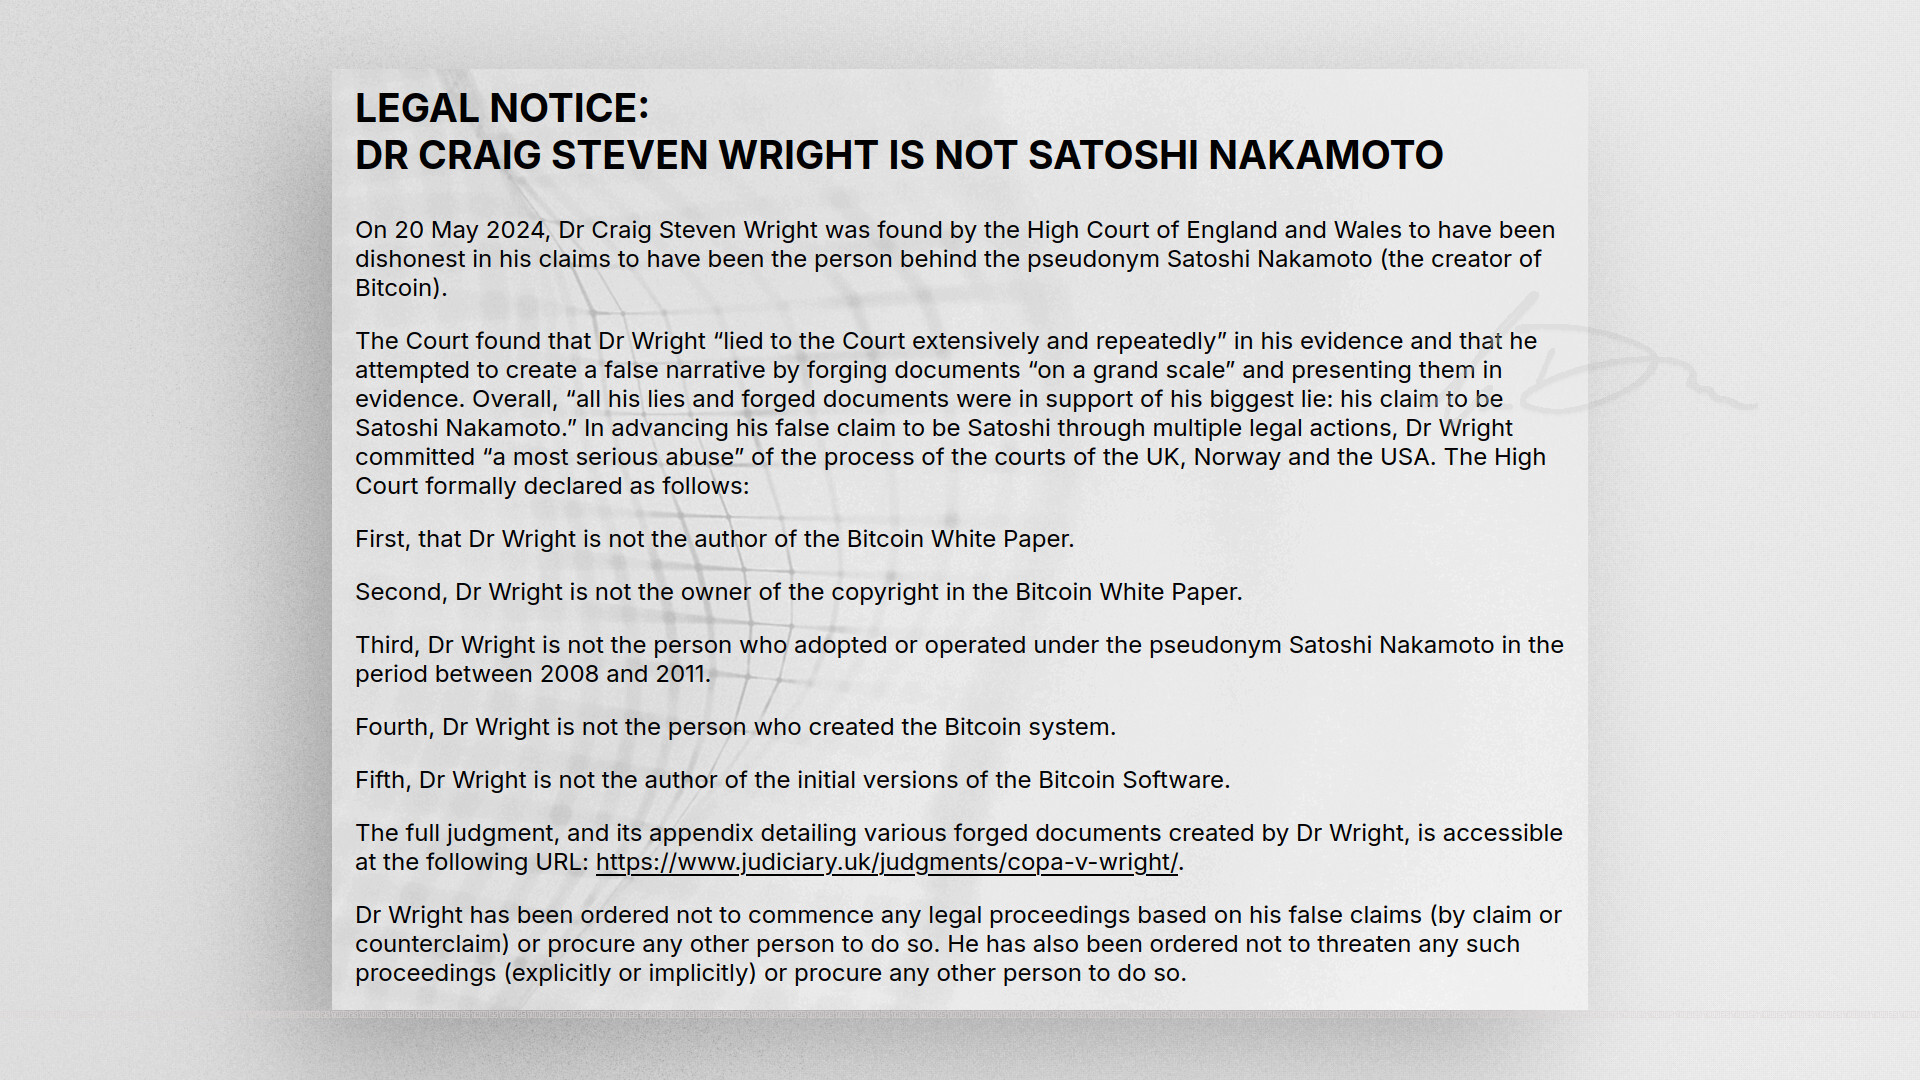 LEGAL NOTICE:
DR CRAIG STEVEN WRIGHT IS NOT SATOSHI NAKAMOTO
On 20 May 2024, Dr Craig Steven Wright was found by the High Court of England and Wales to have been
dishonest in his claims to have been the person behind the pseudonym Satoshi Nakamoto (the creator of
Bitcoin).
The Court found that Dr Wright “lied to the Court extensively and repeatedly” in his evidence and that he
attempted to create a false narrative by forging documents “on a grand scale” and presenting them in
evidence. Overall, “all his lies and forged documents were in support of his biggest lie: his claim to be
Satoshi Nakamoto.” In advancing his false claim to be Satoshi through multiple legal actions, Dr Wright
committed “a most serious abuse” of the process of the courts of the UK, Norway and the USA. The High
Court formally declared as follows:
First, that Dr Wright is not the author of the Bitcoin White Paper.
Second, Dr Wright is not the owner of the copyright in the Bitcoin White Paper.
Third, Dr Wright is not the person who adopted or operated under the pseudonym Satoshi Nakamoto in the
period between 2008 and 2011.
Fourth, Dr Wright is not the person who created the Bitcoin system.
Fifth, Dr Wright is not the author of the initial versions of the Bitcoin Software.
The full judgment, and its appendix detailing various forged documents created by Dr Wright, is accessible
at the following URL: https://www.judiciary.uk/judgments/copa-v-wright/.
Dr Wright has been ordered not to commence any legal proceedings based on his false claims (by claim or
counterclaim) or procure any other person to do so. He has also been ordered not to threaten any such
proceedings (explicitly or implicitly) or procure any other person to do so.